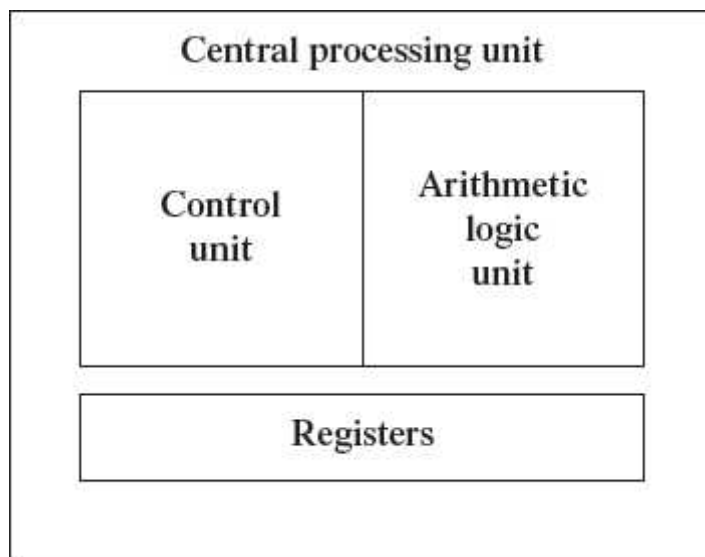 Central processing unit
Control
unit
Arithmetic
logic
unit
Registers